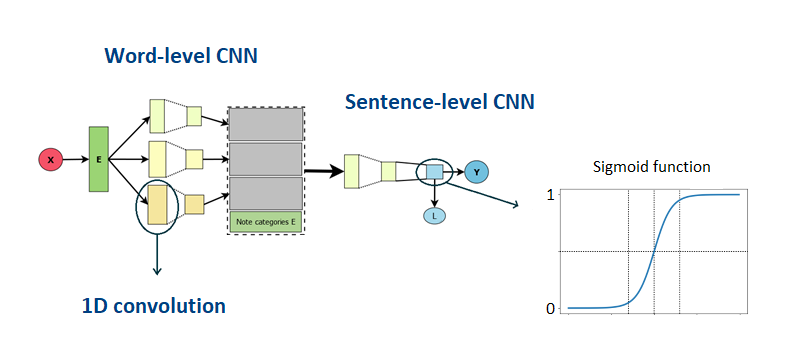 Word-level CNN
Sentence-level CNN
X
E
Note categories E
Y
L
1D convolution
Sigmoid function
1
0